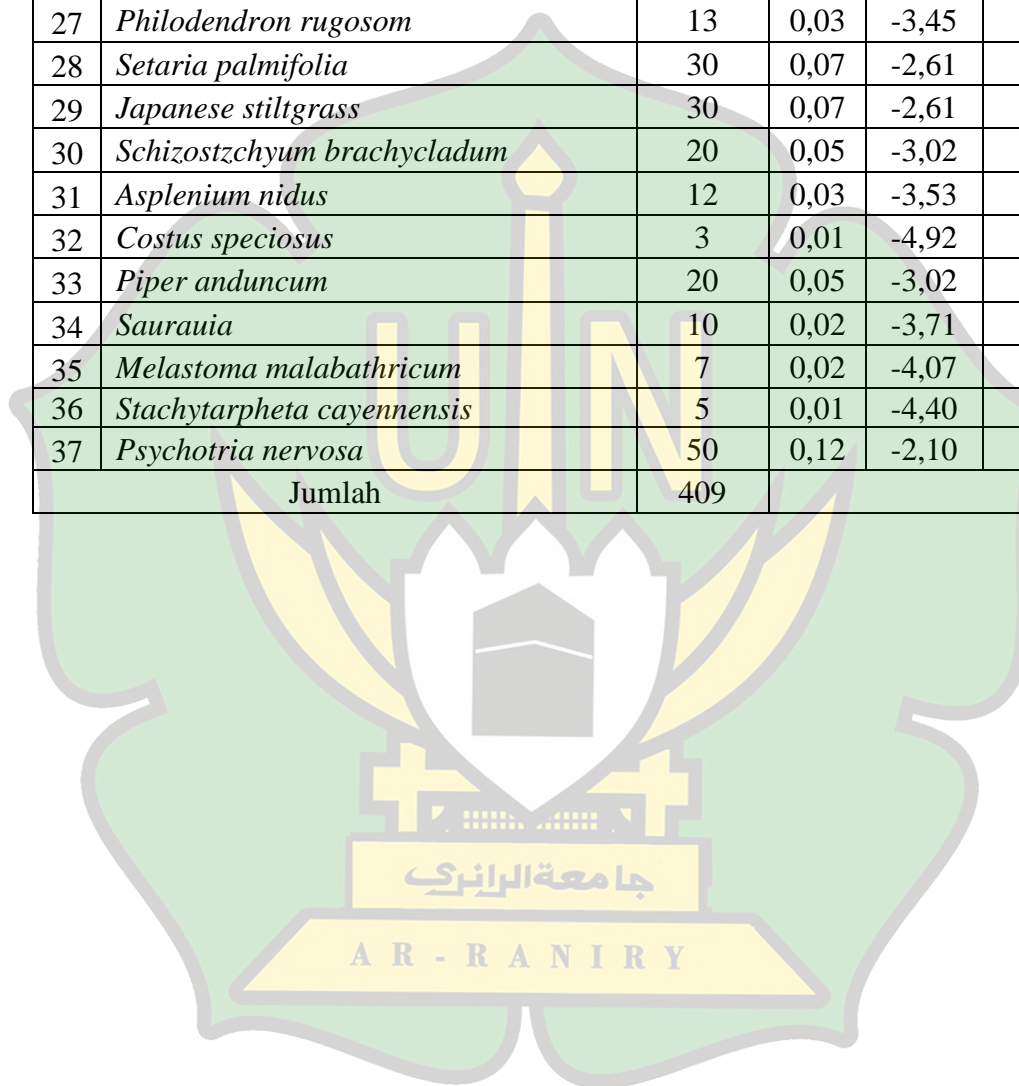 27 Philodendron rugosom 13 0,03 -3,45
28 Setaria palmifolia 30 0,07 -2,61
29 Japanese stiltgrass 30 0,07 -2,61
30 Schizostzchyum brachycladum 20 0,05 -3,02
31 Asplenium nidus 12 0,03 -3,53
32 Costus speciosus 3 0,01 -4,92
33 Piper anduncum 20 0,05 -3,02
34 Saurauia 10 0,02 -3,71
35 Melastoma malabathricum 7 0,02 -4,07
36 Stachytarpheta cayennensis 5 0,01 -4,40
37 Psychotria nervosa 50 0,12 -2,10
Jumlah 409
UIN
جامعة الرانري
AR-RANIRY